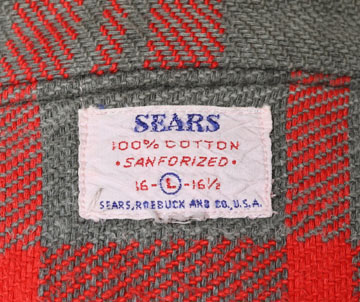 SEARS
100% COTTON
• SANFORIZED •
16-Ⓛ-16½
SEARS, ROEBUCK AND CO., U.S.A.